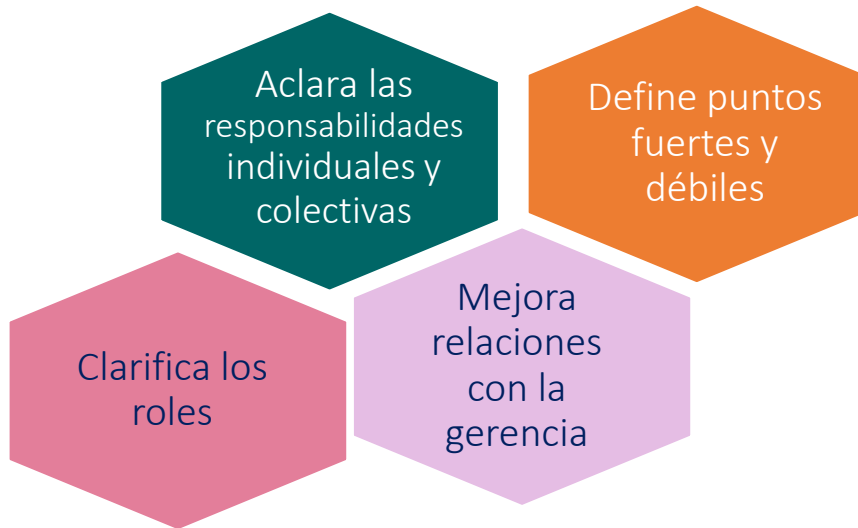 Aclara las
responsabilidades
individuales y
colectivas
Define puntos
fuertes y
débiles
Clarifica los
roles
Mejora
relaciones
con la
gerencia